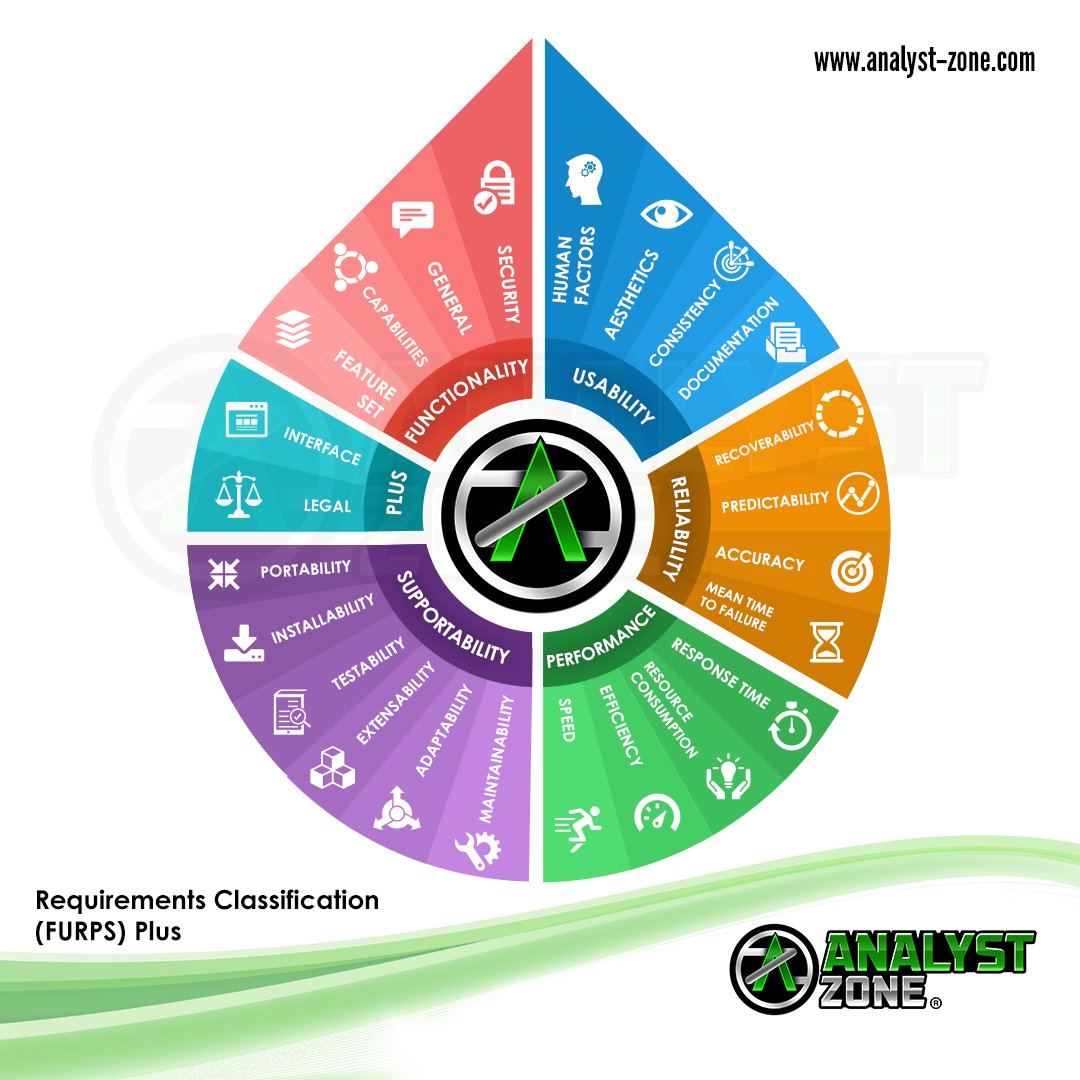 www.analyst-zone.com
SECURITY
GENERAL
CAPABILITIES
FEATURE
SET
FUNCTIONALITY
HUMAN
FACTORS
AESTHETICS
CONSISTENCY
DOCUMENTATION
USABILITY
RECOVERABILITY
PREDICTABILITY
ACCURACY
MEAN TIME
TO FAILURE
RELIABILITY
RESPONSE TIME
RESOURCE
CONSUMPTION
EFFICIENCY
SPEED
PERFORMANCE
MAINTAINABILITY
ADAPTABILITY
EXTENSABILITY
TESTABILITY
INSTALLABILITY
PORTABILITY
SUPPORTABILITY
LEGAL
INTERFACE
PLUS
ANALYST
Requirements Classification
(FURPS) Plus
ANALYST
ZONE ®